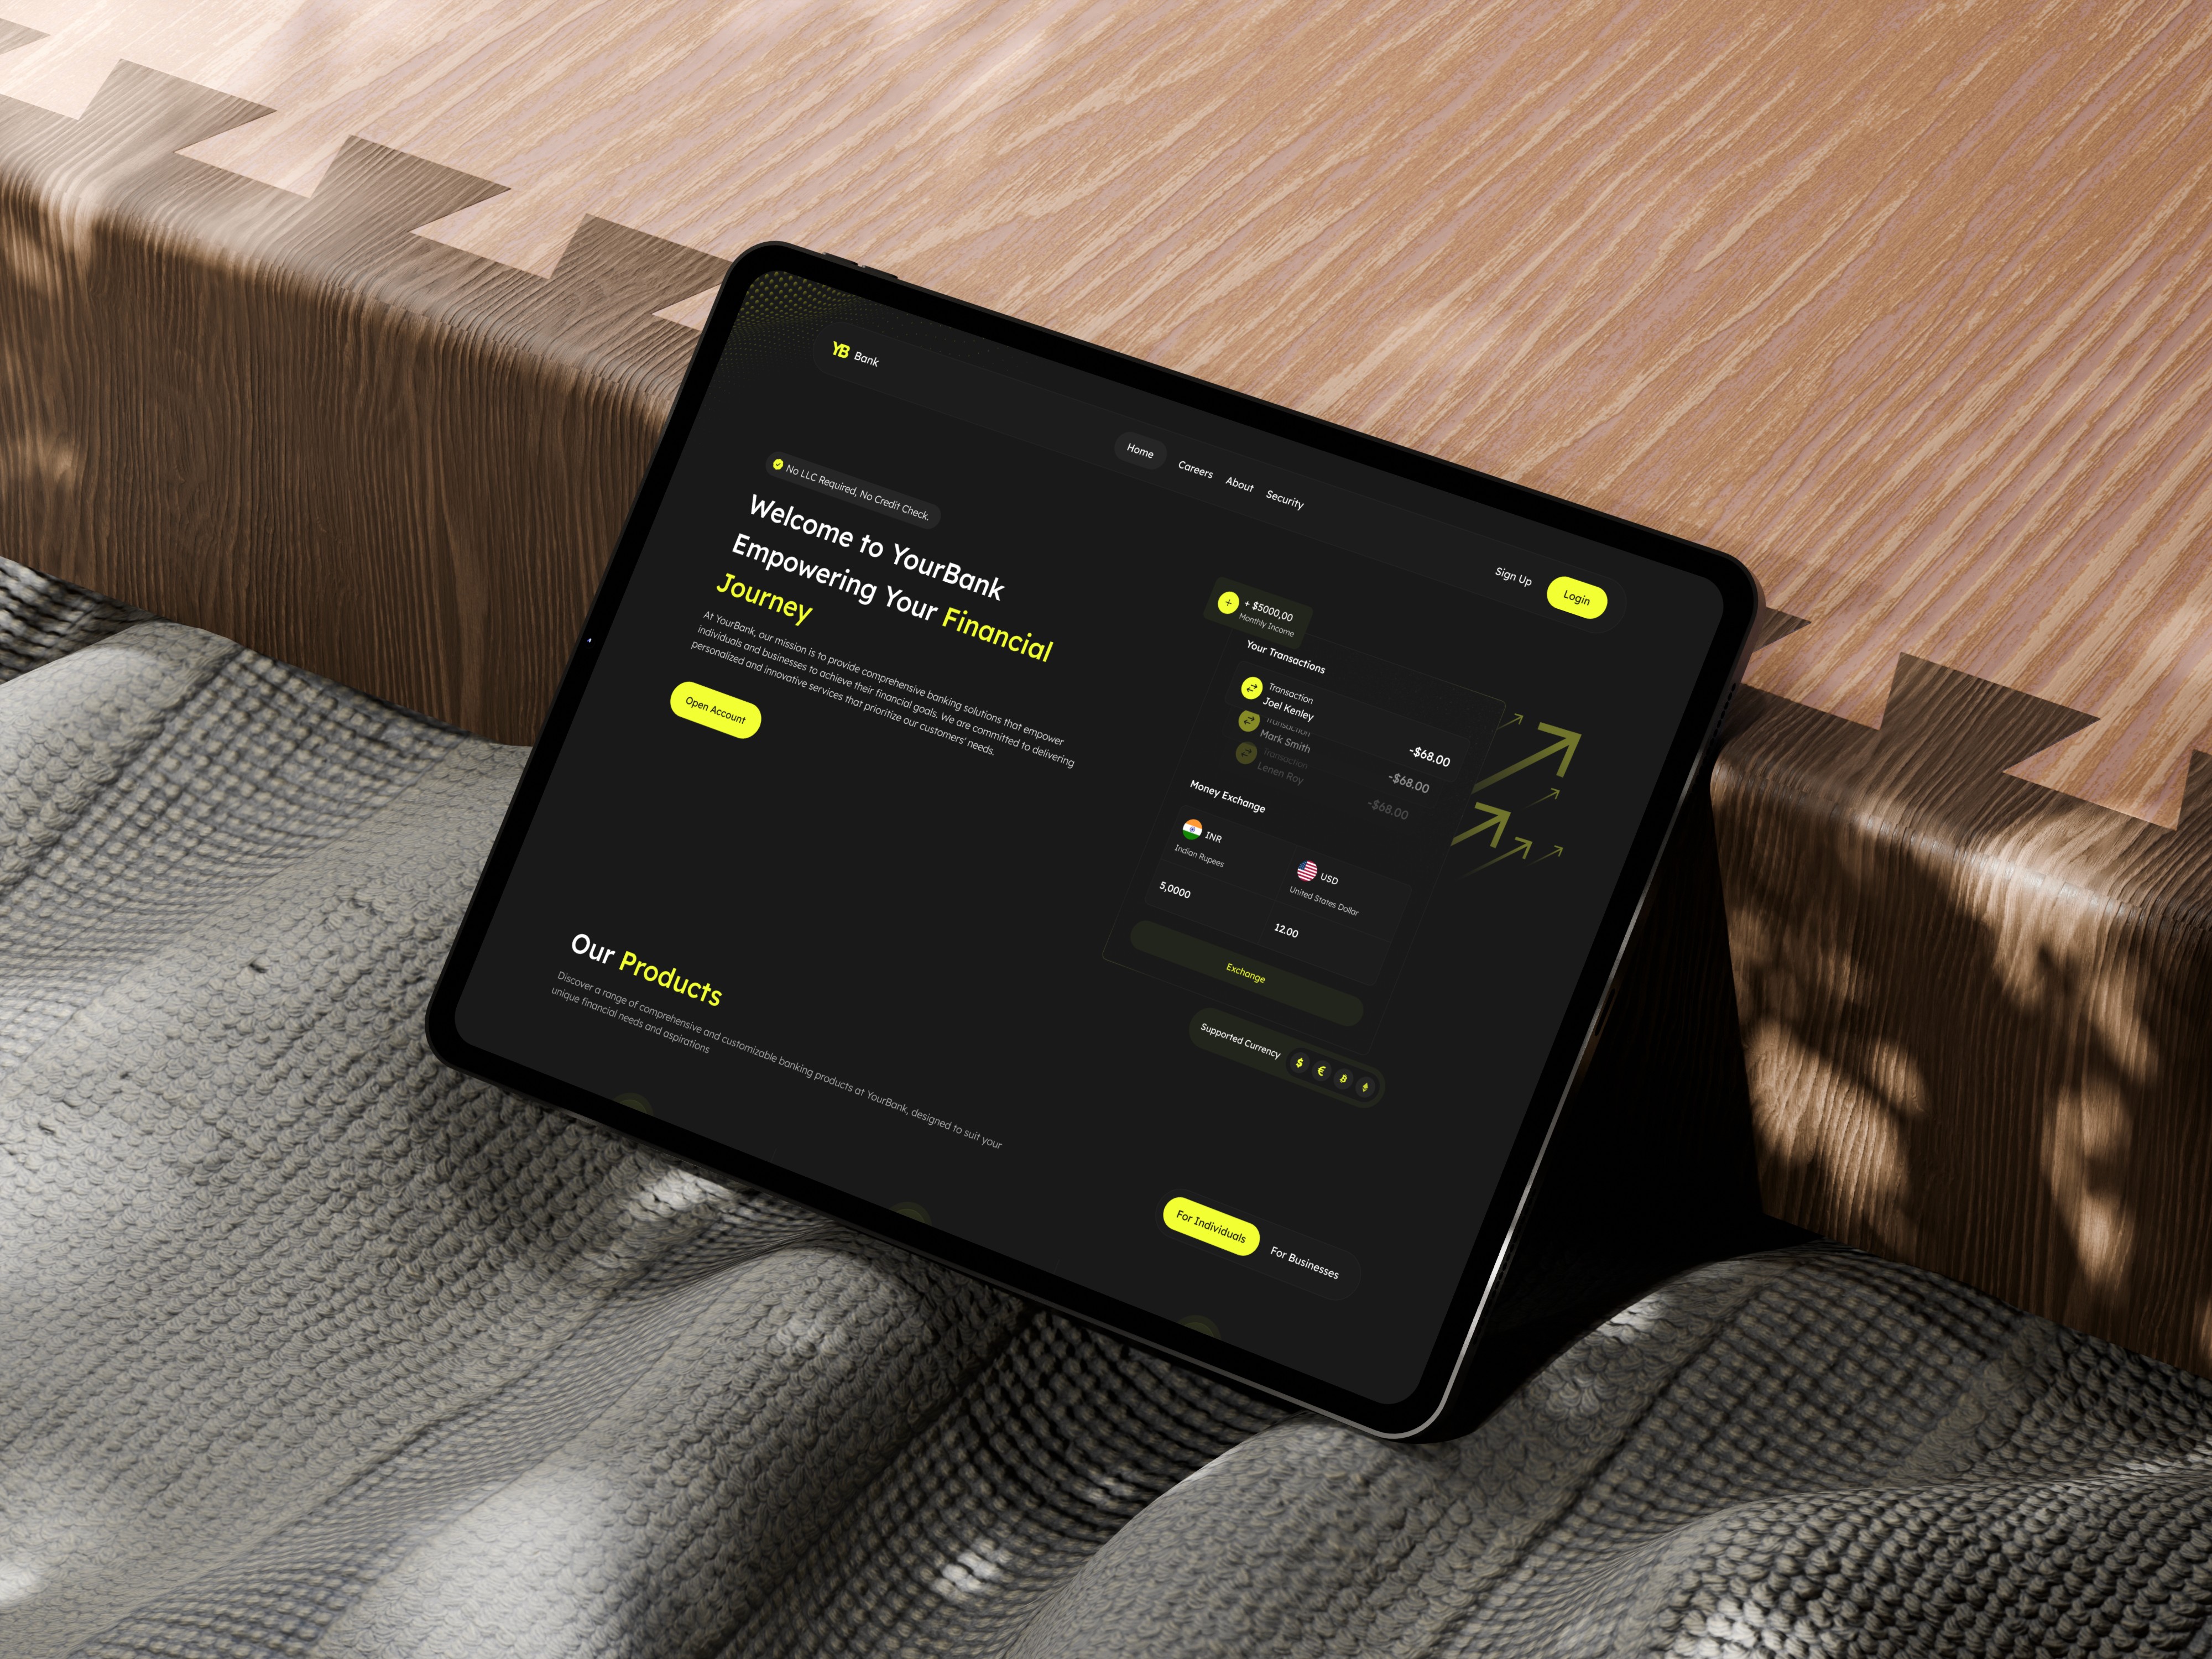 YB Bank
Home
Careers
About
Security
Sign Up
Login
No LLC Required, No Credit Check.
Welcome to YourBank
Empowering Your Financial
Journey
At YourBank, our mission is to provide comprehensive banking solutions that empower
individuals and businesses to achieve their financial goals. We are committed to delivering
personalized and innovative services that prioritize our customers' needs.
Open Account
+ $5000,00
Monthly Income
Your Transactions
Transaction
Joel Kenley
-$68.00
Transaction
Mark Smith
-$68.00
Transaction
Lenen Roy
-$68.00
Money Exchange
INR
Indian Rupees
USD
United States Dollar
5,0000
12.00
Exchange
Supported Currency
$ €
Our Products
Discover a range of comprehensive and customizable banking products at YourBank, designed to suit your
unique financial needs and aspirations
For Individuals
For Businesses